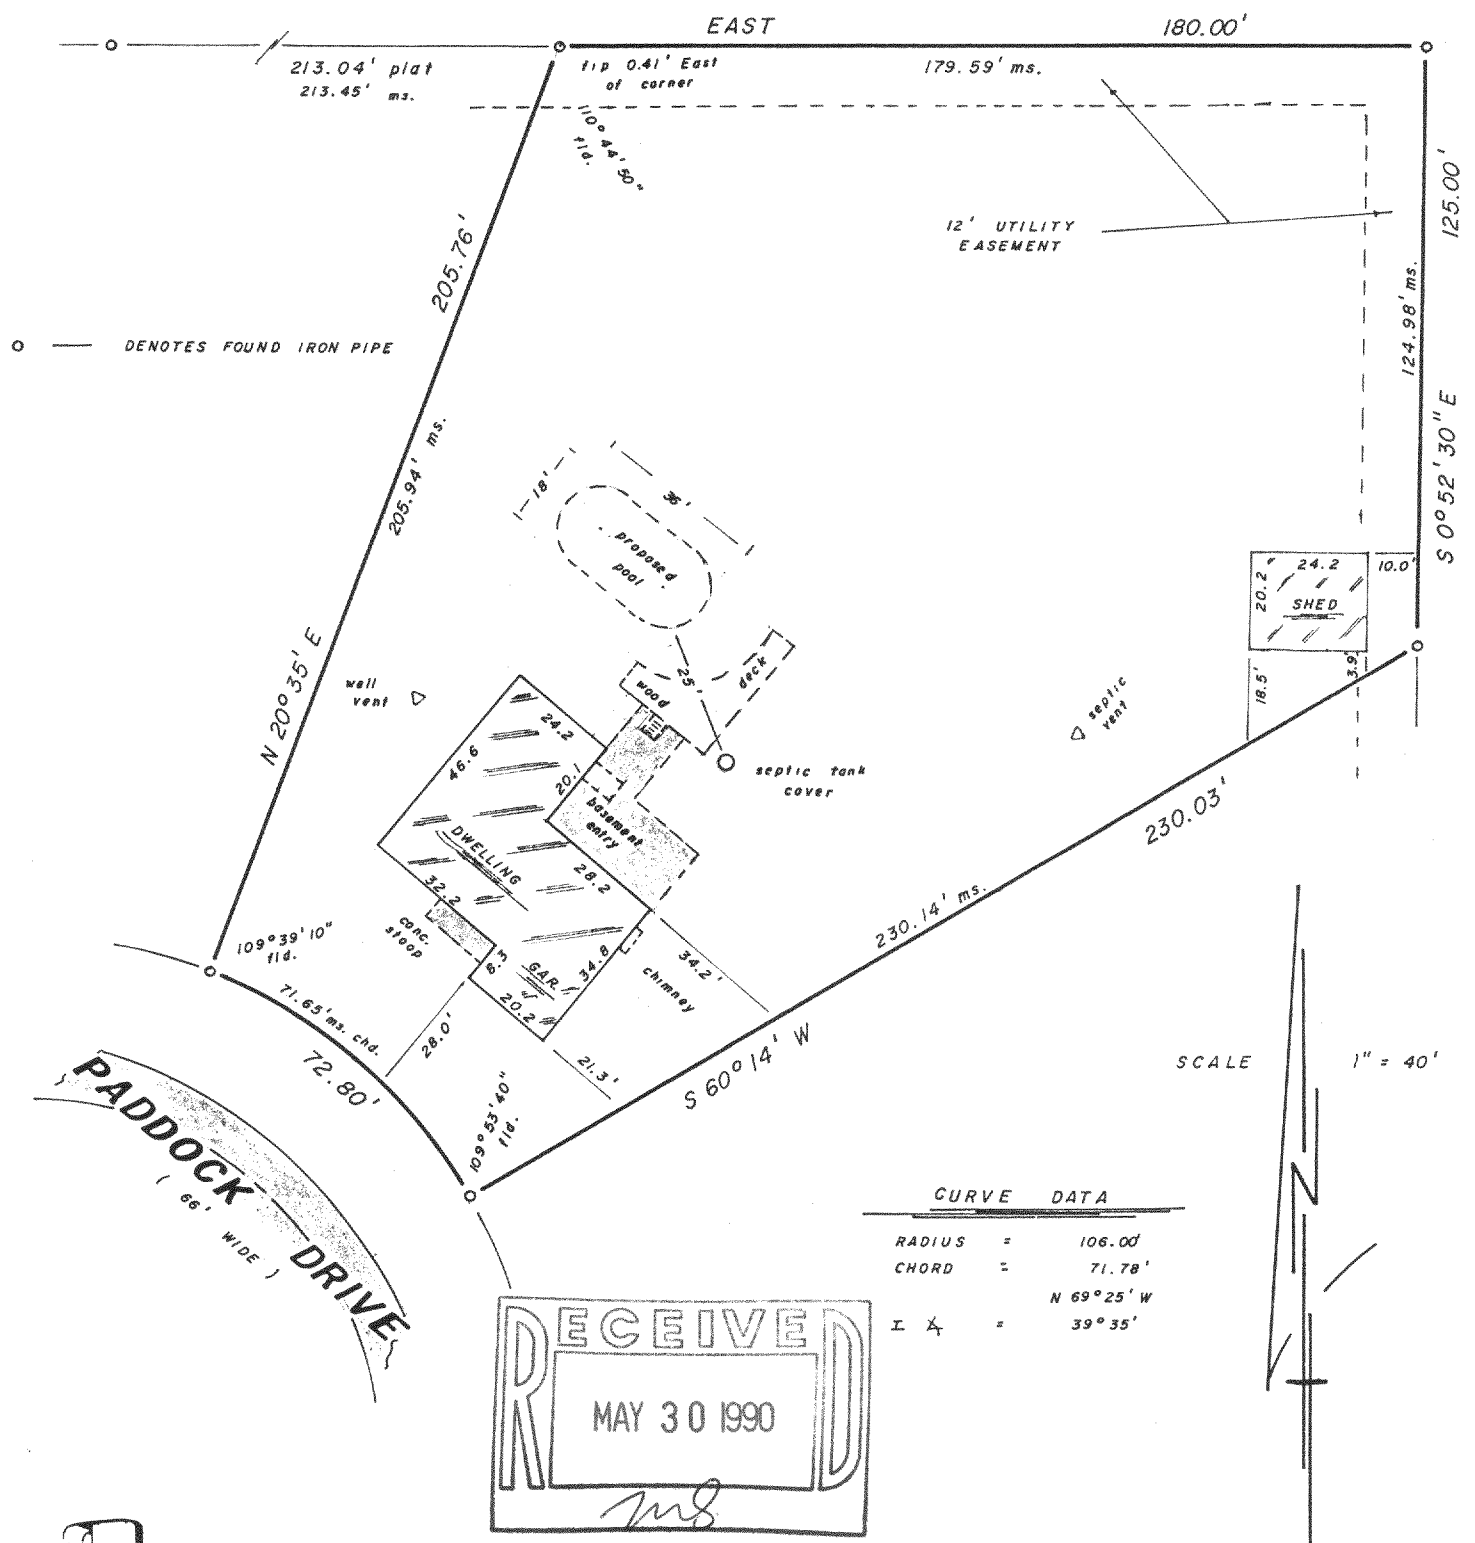 EAST
180.00'
213.04' plat
213.45' ms.
fip 0.41' East
of corner
179.59' ms.
110° 44' 50"
fld.
12' UTILITY
EASEMENT
125.00'
124.98' ms.
S 0° 52' 30" E
205.76'
205.94' ms.
N 20° 35' E
DENOTES FOUND IRON PIPE
18'
36'
proposed
pool
25'
wood
deck
well
vent
24.2
46.6
20.1
basement
entry
DWELLING
28.2
32.2
conc.
stoop
8.3
GAR.
34.8
20.2
chimney
34.2'
septic tank
cover
septic
vent
20.2
24.2
SHED
10.0'
18.5'
3.9'
230.03'
230.14' ms.
S 60° 14' W
109° 39' 10"
fld.
71.65' ms. chd.
72.80'
28.0'
21.3'
109° 53' 40"
fld.
PADDOCK DRIVE
( 66' WIDE )
SCALE 1" = 40'
N
CURVE DATA
RADIUS = 106.00'
CHORD = 71.78'
N 69° 25' W
I ∡ = 39° 35'
RECEIVED
MAY 30 1990